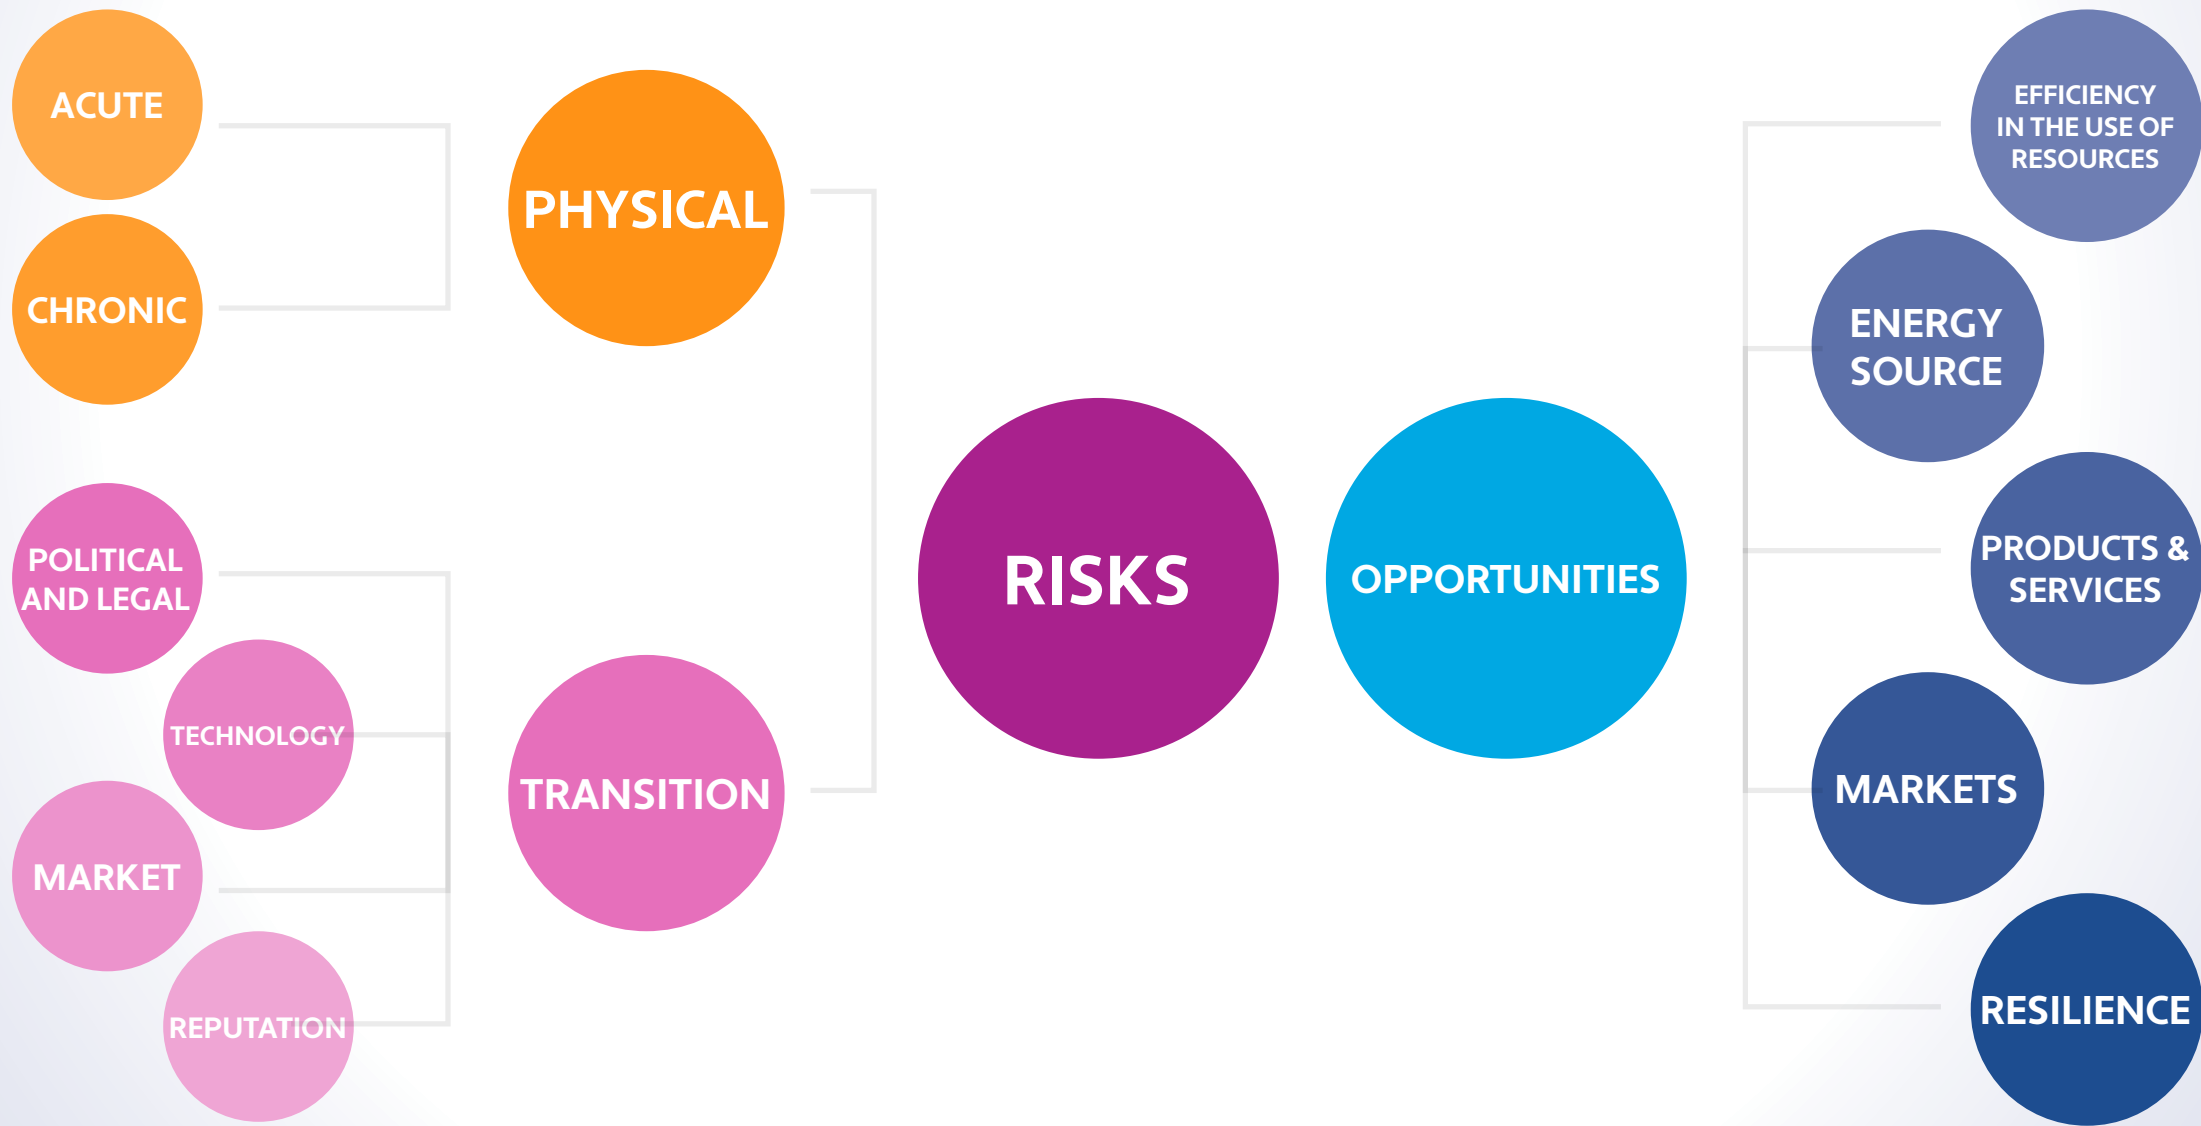 ACUTE
CHRONIC
PHYSICAL
POLITICAL
AND LEGAL
TECHNOLOGY
MARKET
REPUTATION
TRANSITION
RISKS
OPPORTUNITIES
EFFICIENCY
IN THE USE OF
RESOURCES
ENERGY
SOURCE
PRODUCTS &
SERVICES
MARKETS
RESILIENCE